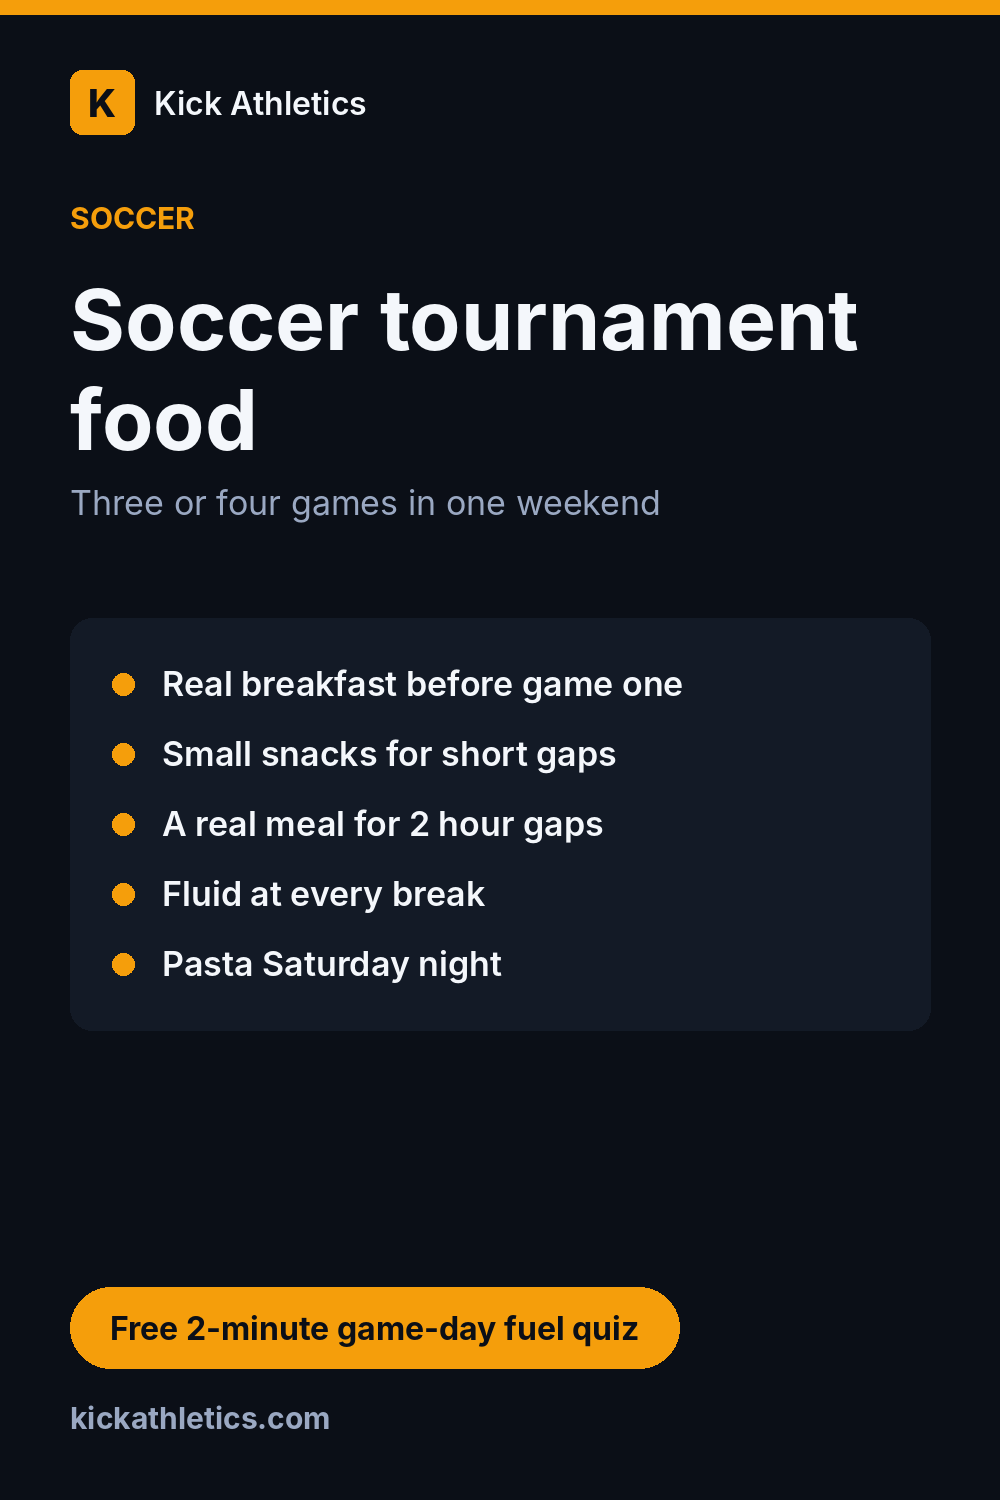 K
Kick Athletics
SOCCER
Soccer tournament
food
Three or four games in one weekend
Real breakfast before game one
Small snacks for short gaps
A real meal for 2 hour gaps
Fluid at every break
Pasta Saturday night
Free 2-minute game-day fuel quiz
kickathletics.com